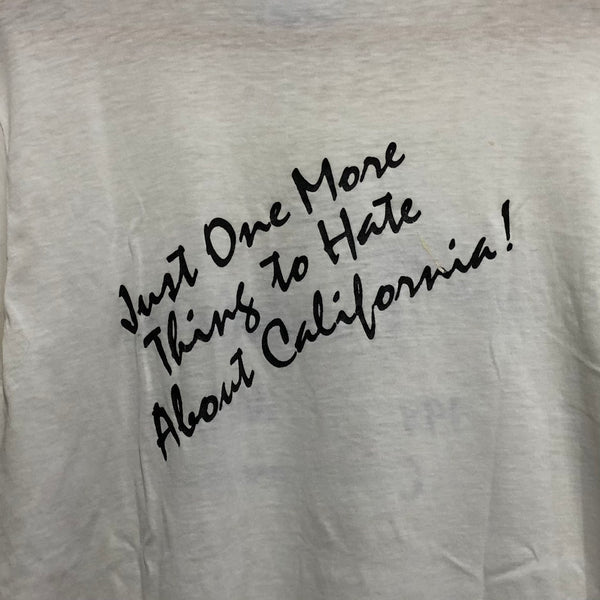 Just One More
Thing to Hate
About California!